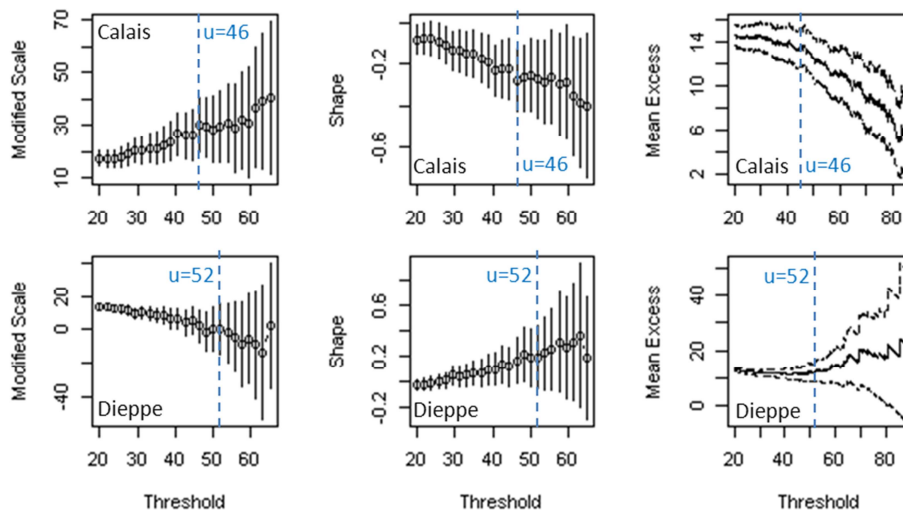 Modified Scale
70
50
30
10
Calais
u=46
20 30 40 50 60
Shape
-0.2
-0.6
Calais
u=46
20 30 40 50 60
Mean Excess
14
10
6
2
Calais
u=46
20 40 60 80
Modified Scale
20
0
-40
u=52
Dieppe
20 30 40 50 60
Threshold
Shape
0.6
0.2
-0.2
u=52
Dieppe
20 30 40 50 60
Threshold
Mean Excess
40
20
0
u=52
Dieppe
20 40 60 80
Threshold